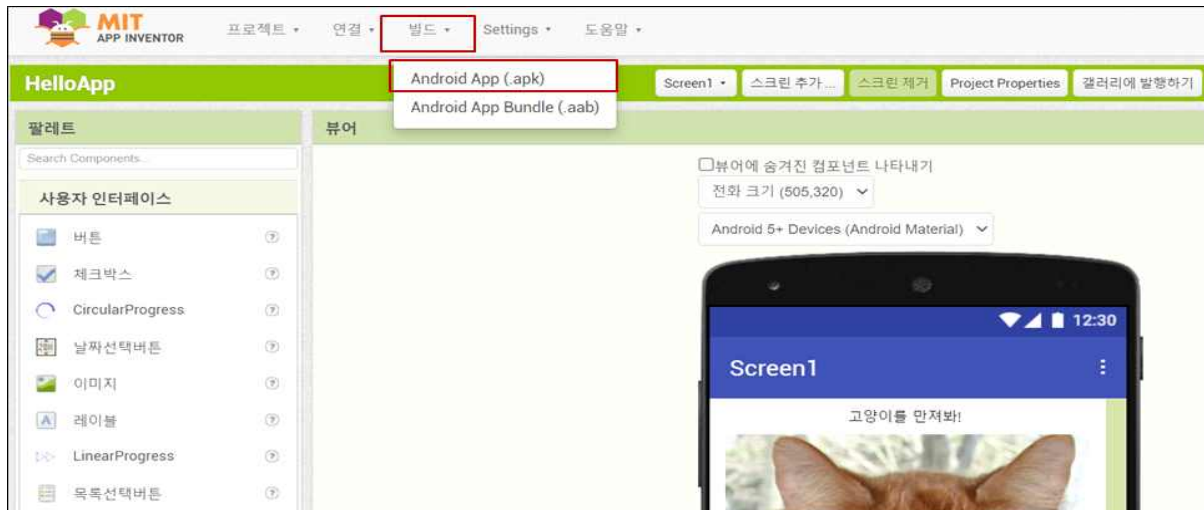 MIT
APP INVENTOR
프로젝트 연결 빌드 Settings 도움말
HelloApp
Android App (.apk)
Android App Bundle (.aab)
Screen1 스크린 추가 ... 스크린 제거 Project Properties 갤러리에 발행하기
팔레트
뷰어
Search Components...
사용자 인터페이스
버튼
체크박스
CircularProgress
날짜선택버튼
이미지
레이블
LinearProgress
목록선택버튼
뷰어에 숨겨진 컴포넌트 나타내기
전화 크기 (505,320)
Android 5+ Devices (Android Material)
12:30
Screen1
고양이를 만져봐!